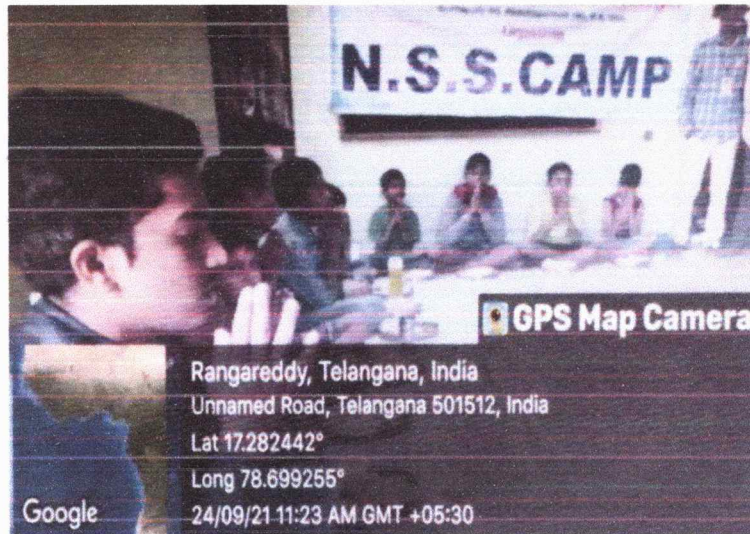 N.S.S.CAMP
GPS Map Camera
Rangareddy, Telangana, India
Unnamed Road, Telangana 501512, India
Lat 17.282442°
Long 78.699255°
24/09/21 11:23 AM GMT +05:30
Google